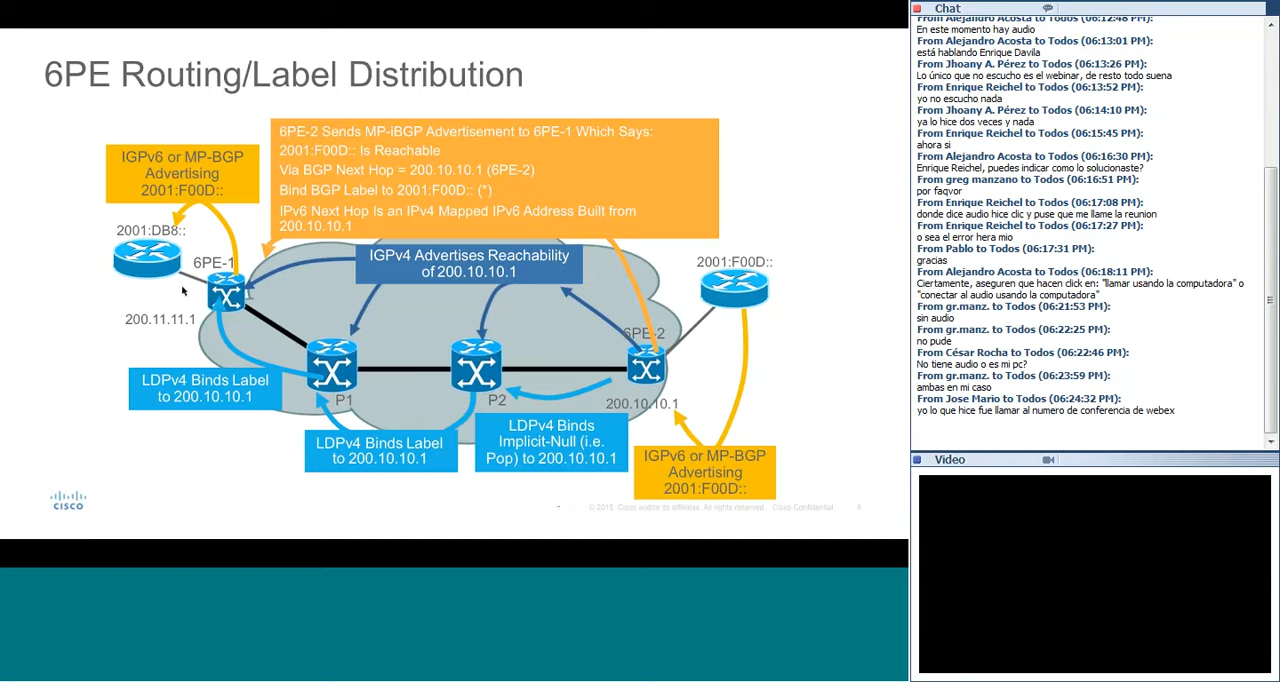 6PE Routing/Label Distribution
6PE-2 Sends MP-iBGP Advertisement to 6PE-1 Which Says:
2001:F00D:: Is Reachable
Via BGP Next Hop = 200.10.10.1 (6PE-2)
Bind BGP Label to 2001:F00D:: (*)
IPv6 Next Hop Is an IPv4 Mapped IPv6 Address Built from
200.10.10.1
IGPv6 or MP-BGP
Advertising
2001:F00D::
2001:DB8::
6PE-1
200.11.11.1
IGPv4 Advertises Reachability
of 200.10.10.1
2001:F00D::
6PE-2
200.10.10.1
P1
P2
LDPv4 Binds Label
to 200.10.10.1
LDPv4 Binds Label
to 200.10.10.1
LDPv4 Binds
Implicit-Null (i.e.
Pop) to 200.10.10.1
IGPv6 or MP-BGP
Advertising
2001:F00D::
CISCO
© 2015 Cisco and/or its affiliates. All rights reserved. Cisco Confidential
Chat
From Alejandro Acosta to Todos (06:12:48 PM):
En este momento hay audio
From Alejandro Acosta to Todos (06:13:01 PM):
está hablando Enrique Davila
From Jhoany A. Pérez to Todos (06:13:26 PM):
Lo único que no escucho es el webinar, de resto todo suena
From Enrique Reichel to Todos (06:13:52 PM):
yo no escucho nada
From Jhoany A. Pérez to Todos (06:14:10 PM):
ya lo hice dos veces y nada
From Enrique Reichel to Todos (06:15:45 PM):
ahora si
From Alejandro Acosta to Todos (06:16:30 PM):
Enrique Reichel, puedes indicar como lo solucionaste?
From greg manzano to Todos (06:16:51 PM):
por faqvor
From Enrique Reichel to Todos (06:17:08 PM):
donde dice audio hice clic y puse que me llame la reunion
From Enrique Reichel to Todos (06:17:27 PM):
o sea el error hera mio
From Pablo to Todos (06:17:31 PM):
gracias
From Alejandro Acosta to Todos (06:18:11 PM):
Ciertamente, aseguren que hacen click en: "llamar usando la computadora" o
"conectar al audio usando la computadora"
From gr.manz. to Todos (06:21:53 PM):
sin audio
From gr.manz. to Todos (06:22:25 PM):
no pude
From César Rocha to Todos (06:22:46 PM):
No tiene audio o es mi pc?
From gr.manz. to Todos (06:23:59 PM):
ambas en mi caso
From Jose Mario to Todos (06:24:32 PM):
yo lo que hice fue llamar al numero de conferencia de webex
Video